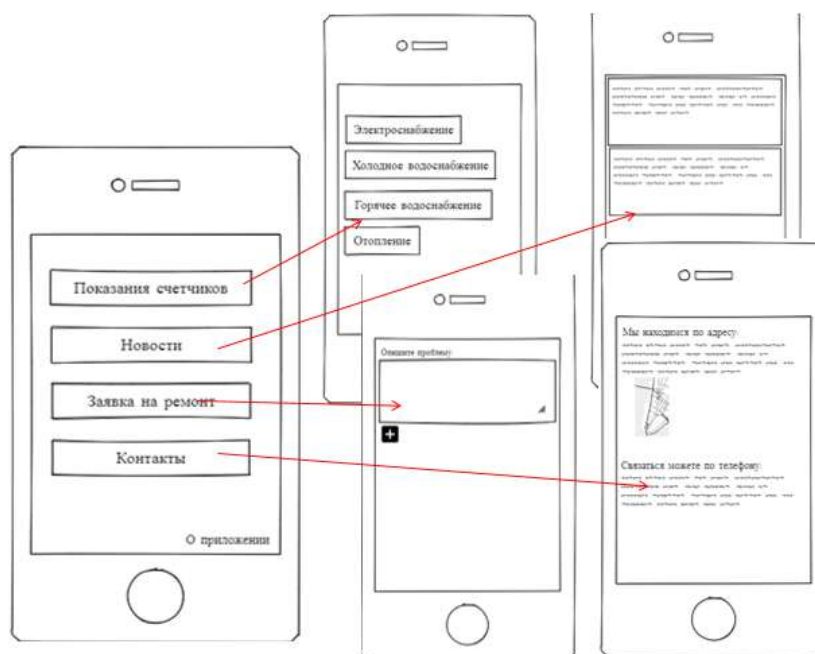 Показания счетчиков
Новости
Заявка на ремонт
Контакты
О приложении
Электроснабжение
Холодное водоснабжение
Горячее водоснабжение
Отопление
Опишите проблему
Мы находимся по адресу:
Связаться можете по телефону: